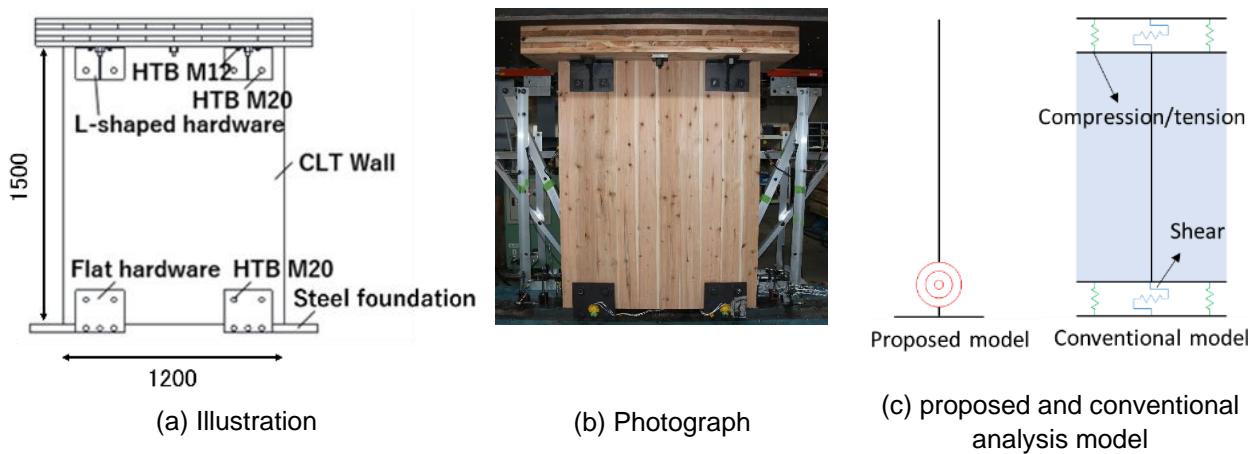 HTB M12
HTB M20
L-shaped hardware
CLT Wall
1500
Flat hardware
HTB M20
Steel foundation
1200
(a) Illustration
(b) Photograph
Compression/tension
Shear
Proposed model
Conventional model
(c) proposed and conventional
analysis model